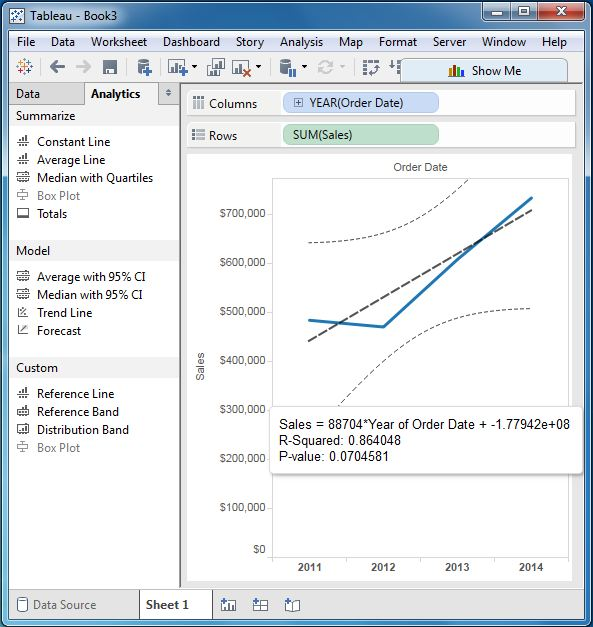 Tableau - Book3
File Data Worksheet Dashboard Story Analysis Map Format Server Window Help
Show Me
Data Analytics
Columns YEAR(Order Date)
Rows SUM(Sales)
Summarize
Constant Line
Average Line
Median with Quartiles
Box Plot
Totals
Model
Average with 95% CI
Median with 95% CI
Trend Line
Forecast
Custom
Reference Line
Reference Band
Distribution Band
Box Plot
Order Date
Sales
$700,000
$600,000
$500,000
$400,000
$300,000
$200,000
$100,000
$0
Sales = 88704*Year of Order Date + -1.77942e+08
R-Squared: 0.864048
P-value: 0.0704581
2011 2012 2013 2014
Data Source Sheet 1